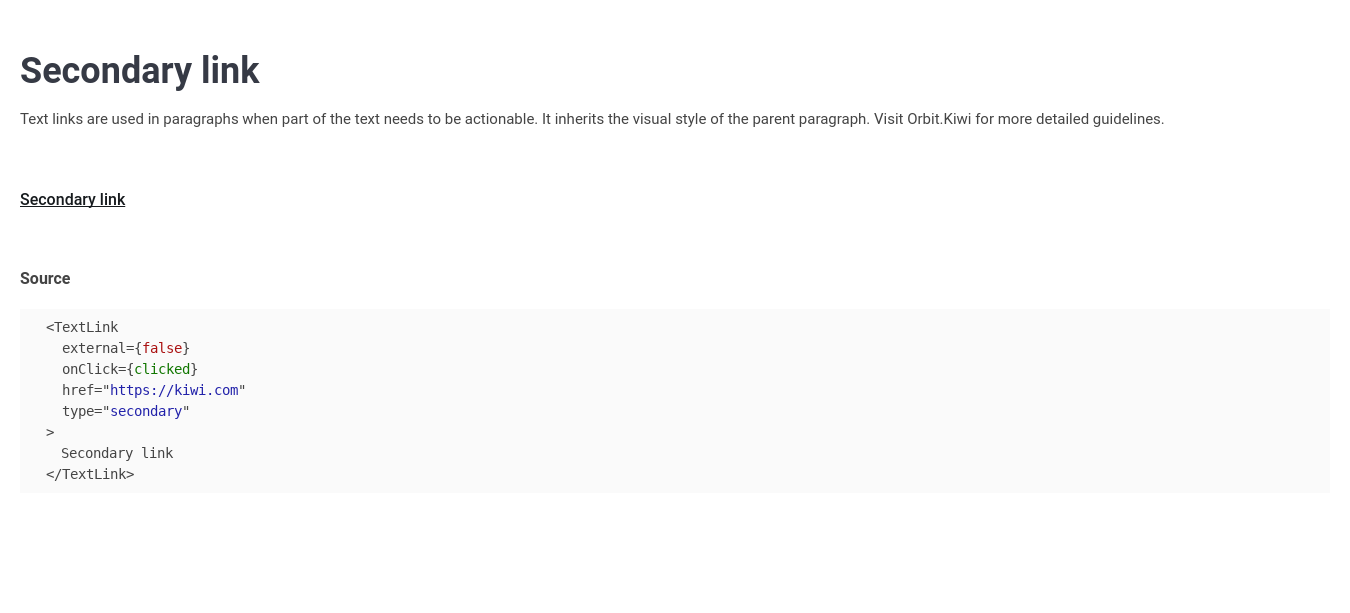 Secondary link
Text links are used in paragraphs when part of the text needs to be actionable. It inherits the visual style of the parent paragraph. Visit Orbit.Kiwi for more detailed guidelines.
Secondary link
Source
<TextLink
external={false}
onClick={clicked}
href="https://kiwi.com"
type="secondary"
>
Secondary link
</TextLink>